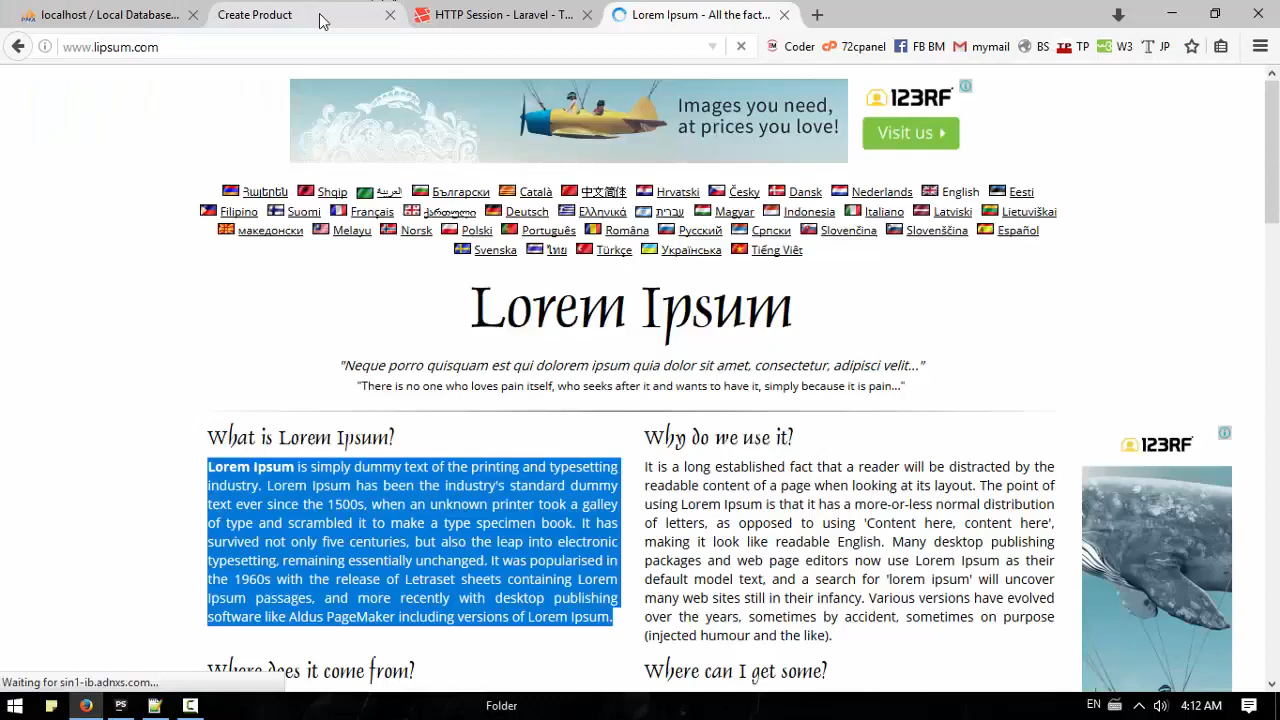 localhost / Local Database...
Create Product
HTTP Session - Laravel - T...
Lorem Ipsum - All the fact...
www.lipsum.com
Coder
72cpanel
FB BM
mymail
BS
TP
W3
JP
Images you need,
at prices you love!
123RF
Visit us
Հայերեն Shqip العربية Български Català 中文简体 Hrvatski Česky Dansk Nederlands English Eesti
Filipino Suomi Français ქართული Deutsch Ελληνικά עברית Magyar Indonesia Italiano Latviski Lietuviškai
македонски Melayu Norsk Polski Português Româna Pyccкий Српски Slovenčina Slovenščina Español
Svenska ไทย Türkçe Українська Tiếng Việt
Lorem Ipsum
"Neque porro quisquam est qui dolorem ipsum quia dolor sit amet, consectetur, adipisci velit..."
"There is no one who loves pain itself, who seeks after it and wants to have it, simply because it is pain..."
What is Lorem Ipsum?
Lorem Ipsum is simply dummy text of the printing and typesetting
industry. Lorem Ipsum has been the industry's standard dummy
text ever since the 1500s, when an unknown printer took a galley
of type and scrambled it to make a type specimen book. It has
survived not only five centuries, but also the leap into electronic
typesetting, remaining essentially unchanged. It was popularised in
the 1960s with the release of Letraset sheets containing Lorem
Ipsum passages, and more recently with desktop publishing
software like Aldus PageMaker including versions of Lorem Ipsum.
Why do we use it?
It is a long established fact that a reader will be distracted by the
readable content of a page when looking at its layout. The point of
using Lorem Ipsum is that it has a more-or-less normal distribution
of letters, as opposed to using 'Content here, content here',
making it look like readable English. Many desktop publishing
packages and web page editors now use Lorem Ipsum as their
default model text, and a search for 'lorem ipsum' will uncover
many web sites still in their infancy. Various versions have evolved
over the years, sometimes by accident, sometimes on purpose
(injected humour and the like).
123RF
Where does it come from?
Where can I get some?
Waiting for sin1-ib.adnxs.com...
Folder
EN
4:12 AM